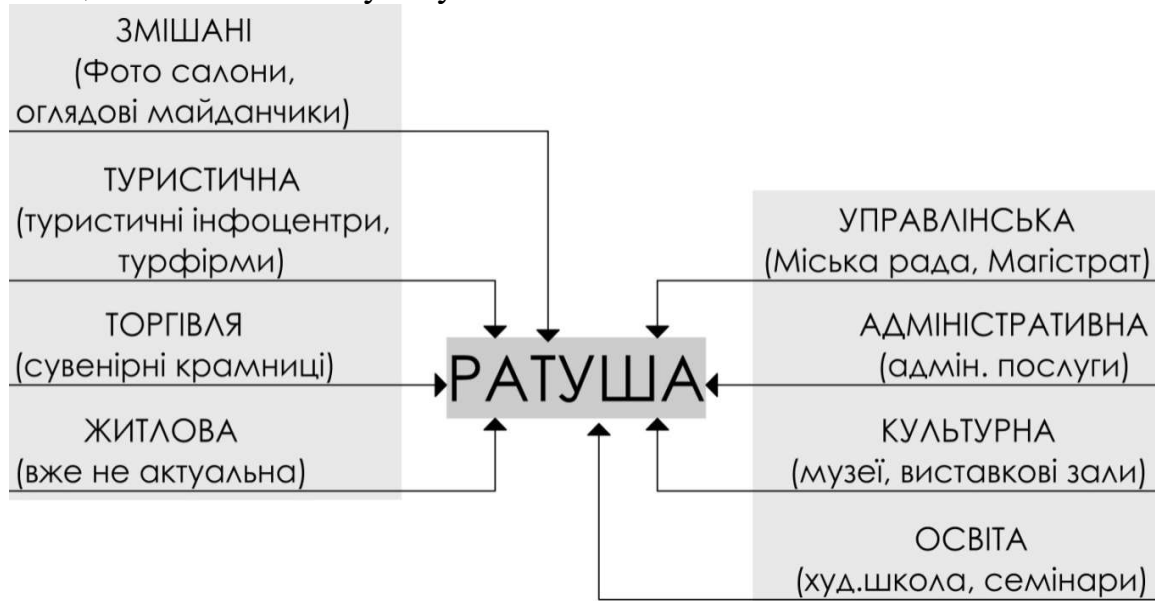 ЗМІШАНІ
(Фото салони,
оглядові майданчики)
ТУРИСТИЧНА
(туристичні інфоцентри,
турфірми)
ТОРГІВЛЯ
(сувенірні крамниці)
ЖИТЛОВА
(вже не актуальна)
РАТУША
УПРАВЛІНСЬКА
(Міська рада, Магістрат)
АДМІНІСТРАТИВНА
(адмін. послуги)
КУЛЬТУРНА
(музеї, виставкові зали)
ОСВІТА
(худ.школа, семінари)